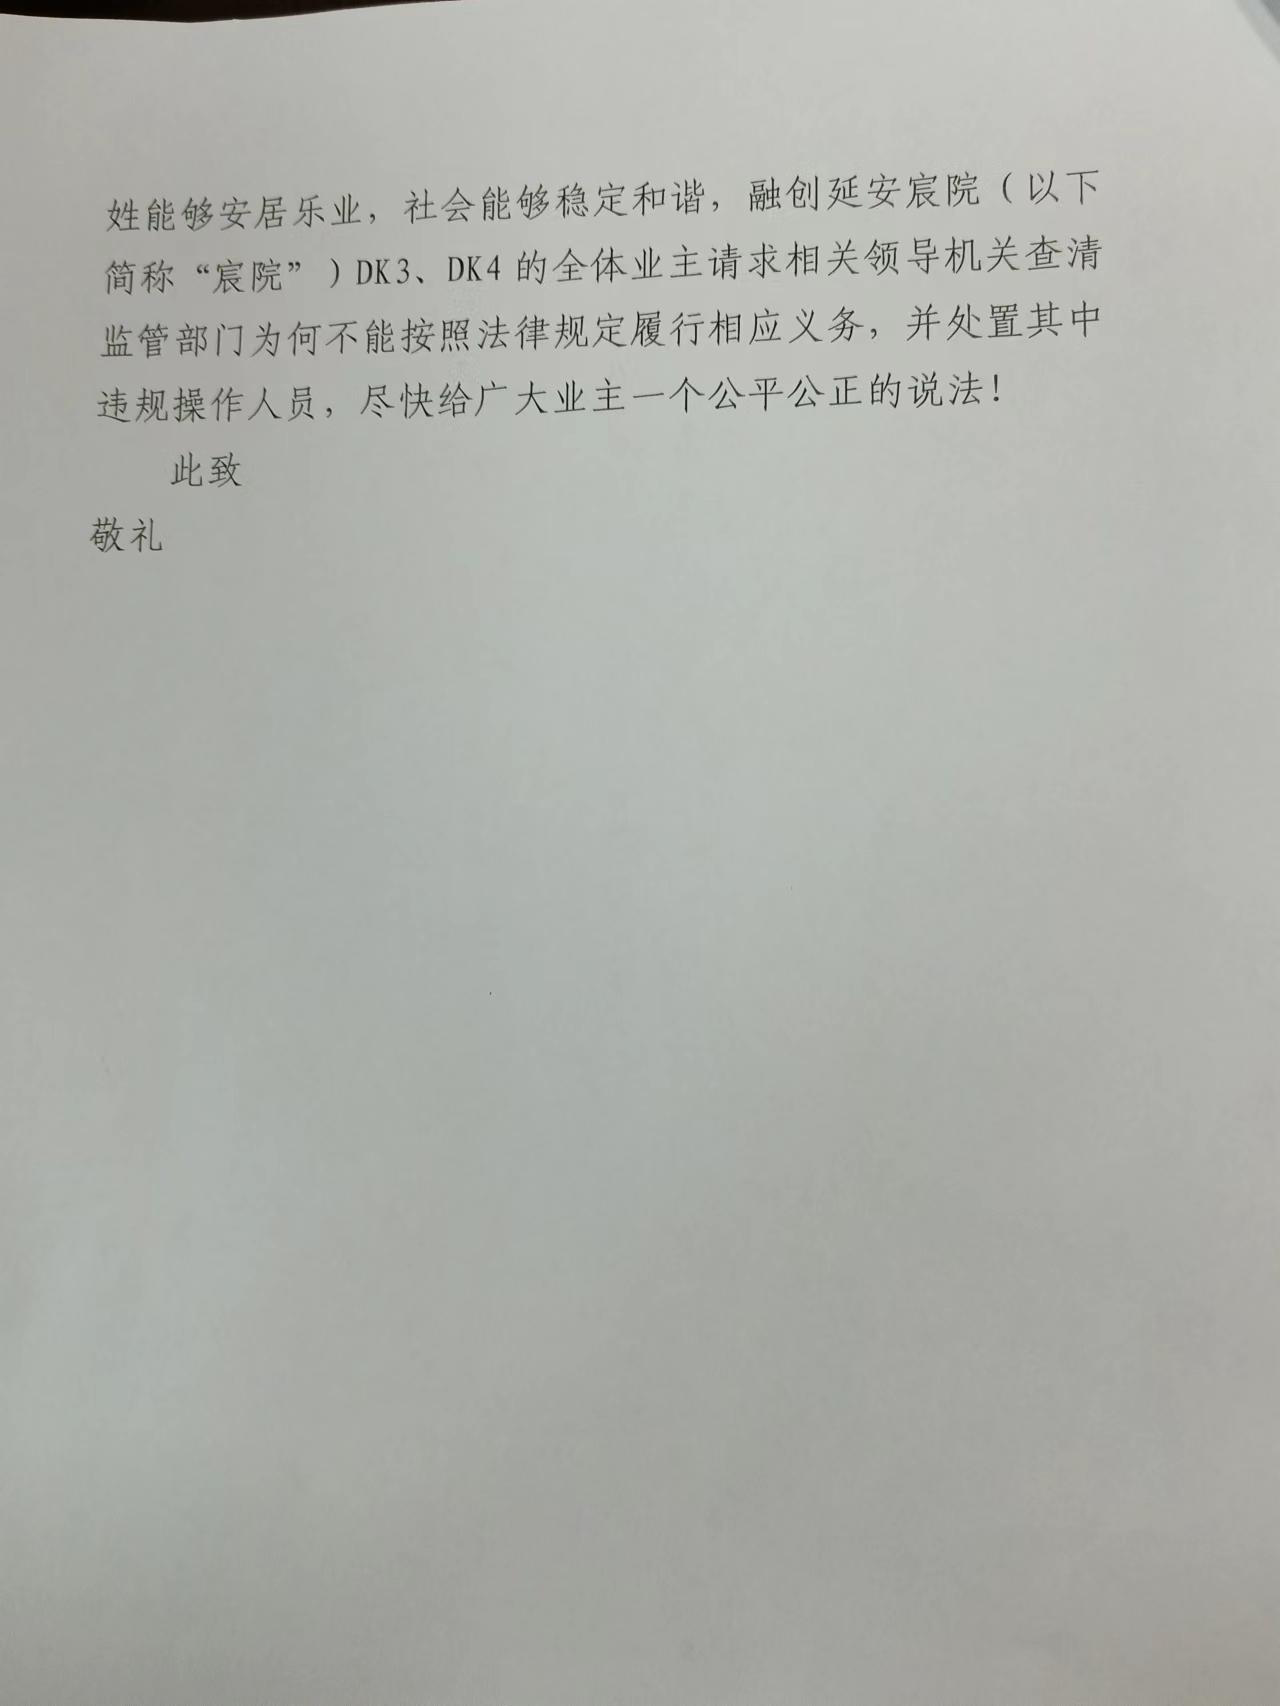 姓能够安居乐业，社会能够稳定和谐，融创延安宸院（以下
简称“宸院”）DK3、DK4 的全体业主请求相关领导机关查清
监管部门为何不能按照法律规定履行相应义务，并处置其中
违规操作人员，尽快给广大业主一个公平公正的说法！
此致
敬礼